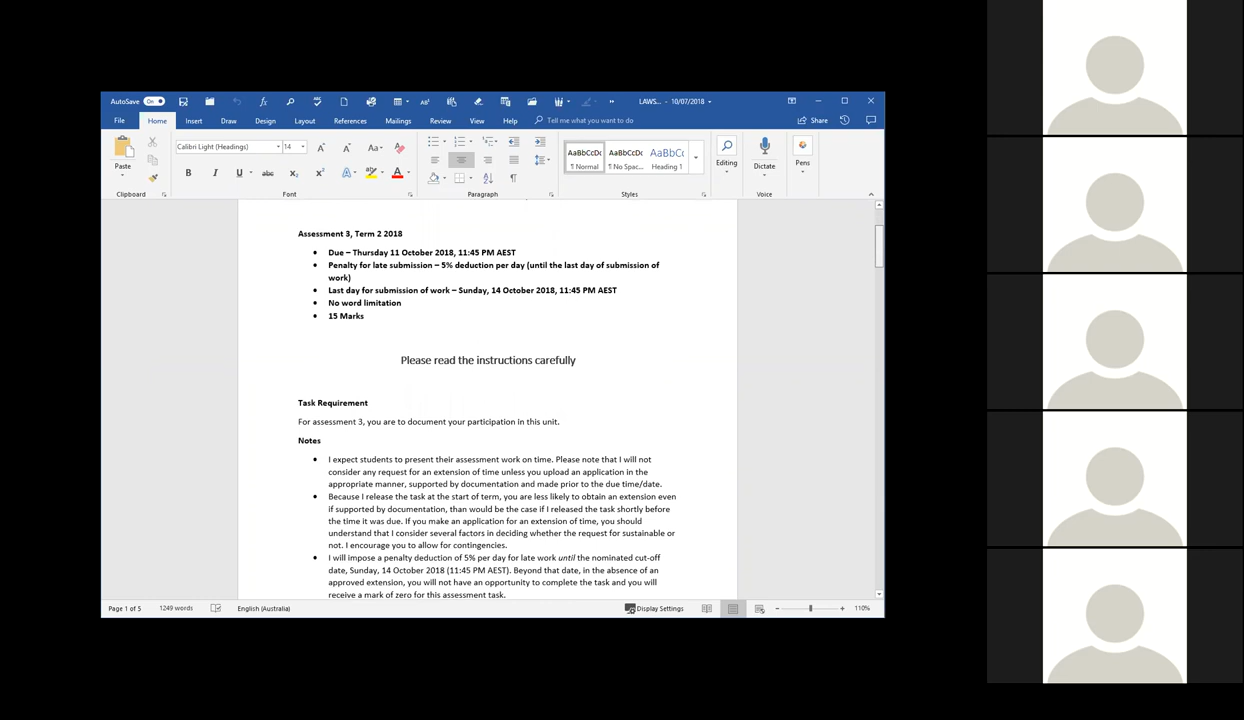 AutoSave On LAWS... - 10/07/2018
File Home Insert Draw Design Layout References Mailings Review View Help Tell me what you want to do Share
Calibri Light (Headings) 14
Paste
AaBbCcDc AaBbCcDc AaBbCc
¶ Normal ¶ No Spac... Heading 1
Editing Dictate Pens
Clipboard Font Paragraph Styles Voice
Assessment 3, Term 2 2018
• Due – Thursday 11 October 2018, 11:45 PM AEST
• Penalty for late submission – 5% deduction per day (until the last day of submission of
work)
• Last day for submission of work – Sunday, 14 October 2018, 11:45 PM AEST
• No word limitation
• 15 Marks
Please read the instructions carefully
Task Requirement
For assessment 3, you are to document your participation in this unit.
Notes
• I expect students to present their assessment work on time. Please note that I will not
consider any request for an extension of time unless you upload an application in the
appropriate manner, supported by documentation and made prior to the due time/date.
• Because I release the task at the start of term, you are less likely to obtain an extension even
if supported by documentation, than would be the case if I released the task shortly before
the time it was due. If you make an application for an extension of time, you should
understand that I consider several factors in deciding whether the request for sustainable or
not. I encourage you to allow for contingencies.
• I will impose a penalty deduction of 5% per day for late work until the nominated cut-off
date, Sunday, 14 October 2018 (11:45 PM AEST). Beyond that date, in the absence of an
approved extension, you will not have an opportunity to complete the task and you will
receive a mark of zero for this assessment task.
Page 1 of 5 1249 words English (Australia) Display Settings 110%